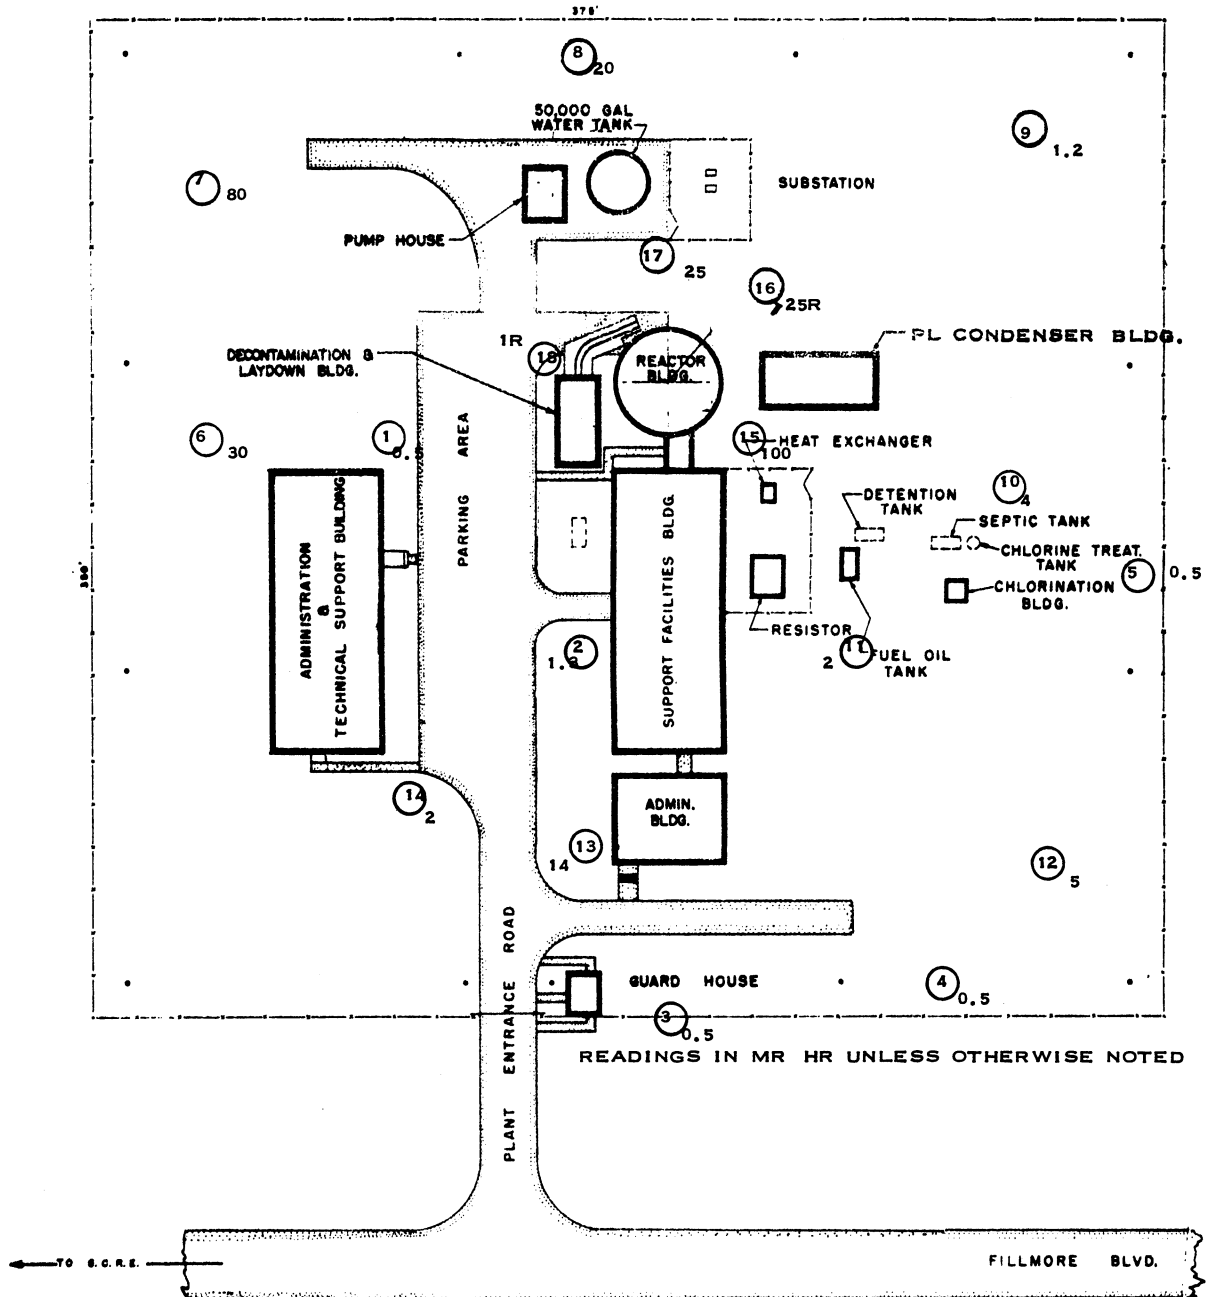 375'
8
20
50,000 GAL
WATER TANK
9
1.2
80
SUBSTATION
PUMP HOUSE
17
25
16
25R
1R
18
PL CONDENSER BLDG.
DECONTAMINATION &
LAYDOWN BLDG.
REACTOR
BLDG.
PARKING AREA
6
30
1
0.5
15
HEAT EXCHANGER
100
10
4
DETENTION
TANK
SEPTIC TANK
CHLORINE TREAT.
TANK
5
0.5
CHLORINATION
BLDG.
ADMINISTRATION
&
TECHNICAL SUPPORT BUILDING
SUPPORT FACILITIES BLDG.
RESISTOR
2
11
FUEL OIL
TANK
2
14
2
ADMIN.
BLDG.
13
14
12
5
PLANT ENTRANCE ROAD
GUARD HOUSE
4
0.5
3
0.5
READINGS IN MR HR UNLESS OTHERWISE NOTED
TO
FILLMORE BLVD.